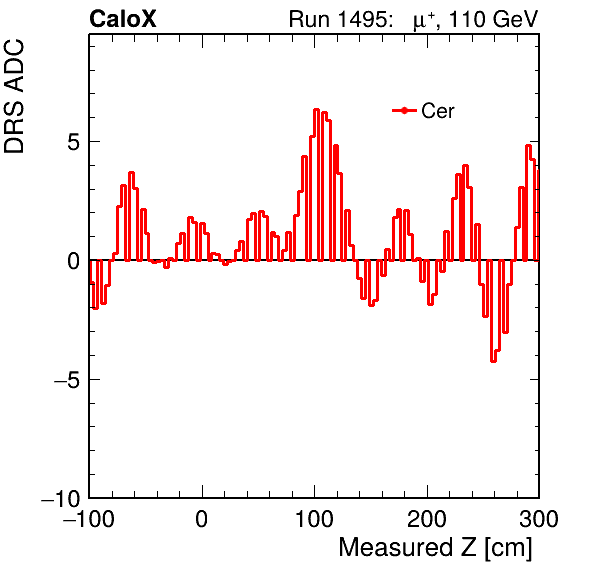 CaloX Run 1495: μ⁺, 110 GeV
DRS ADC
Cer
5
0
−5
−10
−100 0 100 200 300
Measured Z [cm]